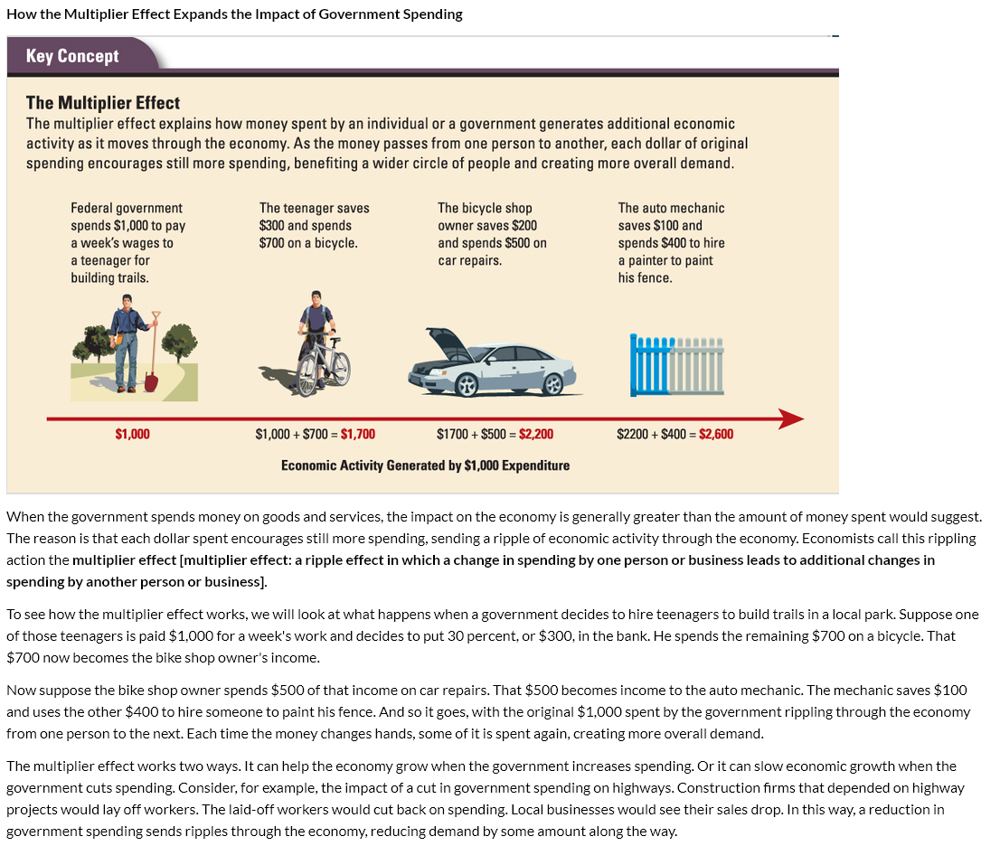 How the Multiplier Effect Expands the Impact of Government Spending
Key Concept
The Multiplier Effect
The multiplier effect explains how money spent by an individual or a government generates additional economic
activity as it moves through the economy. As the money passes from one person to another, each dollar of original
spending encourages still more spending, benefiting a wider circle of people and creating more overall demand.
Federal government
spends $1,000 to pay
a week's wages to
a teenager for
building trails.
The teenager saves
$300 and spends
$700 on a bicycle.
The bicycle shop
owner saves $200
and spends $500 on
car repairs.
The auto mechanic
saves $100 and
spends $400 to hire
a painter to paint
his fence.
$1,000
$1,000 + $700 = $1,700
$1700 + $500 = $2,200
$2200 + $400 = $2,600
Economic Activity Generated by $1,000 Expenditure
When the government spends money on goods and services, the impact on the economy is generally greater than the amount of money spent would suggest.
The reason is that each dollar spent encourages still more spending, sending a ripple of economic activity through the economy. Economists call this rippling
action the multiplier effect [multiplier effect: a ripple effect in which a change in spending by one person or business leads to additional changes in
spending by another person or business].
To see how the multiplier effect works, we will look at what happens when a government decides to hire teenagers to build trails in a local park. Suppose one
of those teenagers is paid $1,000 for a week's work and decides to put 30 percent, or $300, in the bank. He spends the remaining $700 on a bicycle. That
$700 now becomes the bike shop owner's income.
Now suppose the bike shop owner spends $500 of that income on car repairs. That $500 becomes income to the auto mechanic. The mechanic saves $100
and uses the other $400 to hire someone to paint his fence. And so it goes, with the original $1,000 spent by the government rippling through the economy
from one person to the next. Each time the money changes hands, some of it is spent again, creating more overall demand.
The multiplier effect works two ways. It can help the economy grow when the government increases spending. Or it can slow economic growth when the
government cuts spending. Consider, for example, the impact of a cut in government spending on highways. Construction firms that depended on highway
projects would lay off workers. The laid-off workers would cut back on spending. Local businesses would see their sales drop. In this way, a reduction in
government spending sends ripples through the economy, reducing demand by some amount along the way.